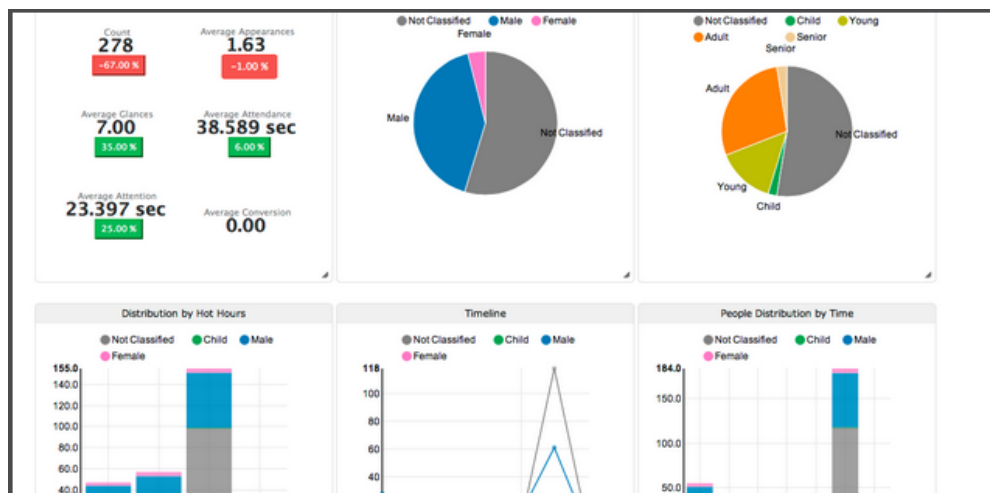 Count
278
-67.00 %
Average Appearances
1.63
-1.00 %
Average Glances
7.00
35.00 %
Average Attendance
38.589 sec
6.00 %
Average Attention
23.397 sec
25.00 %
Average Conversion
0.00
Not Classified Male Female
Female
Male
Not Classified
Not Classified Child Young
Adult Senior
Senior
Adult
Not Classified
Young
Child
Distribution by Hot Hours
Not Classified Child Male
Female
155.0
140.0
120.0
100.0
80.0
60.0
40.0
Timeline
Not Classified Child Male
Female
118
100
80
60
40
People Distribution by Time
Not Classified Child Male
Female
184.0
150.0
100.0
50.0